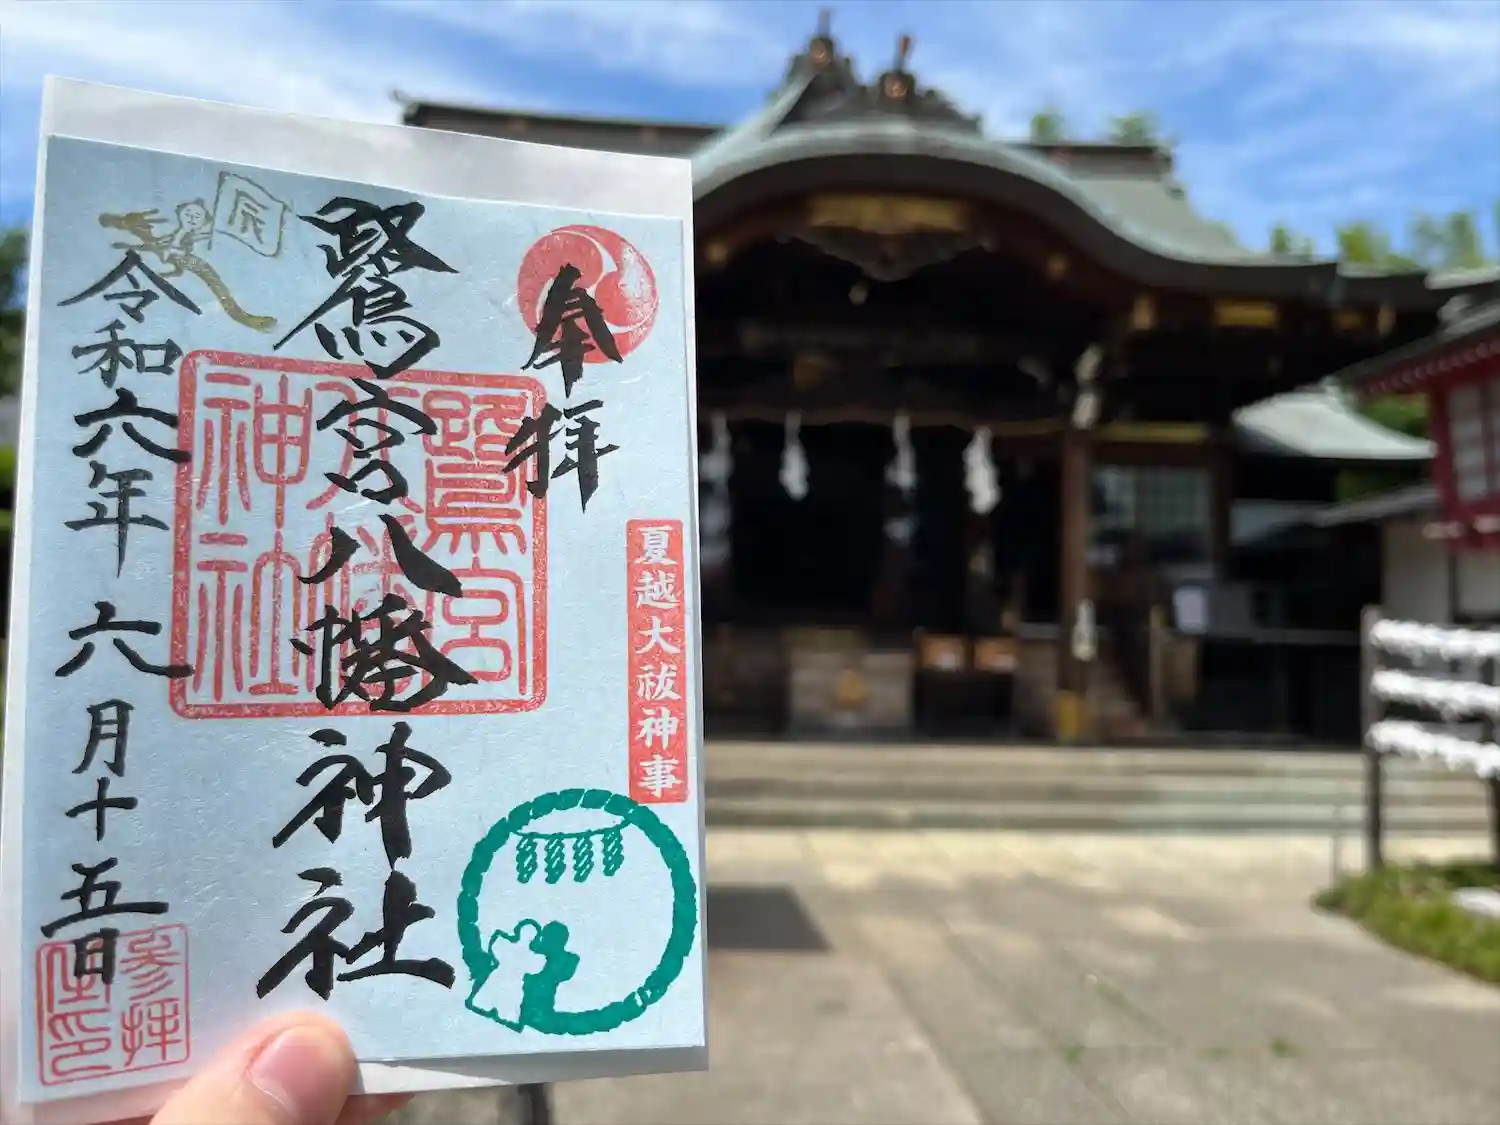 奉拝
夏越大祓神事
鷺宮八幡神社
鷺宮
八幡
神社
辰
令和六年六月十五日
参拝